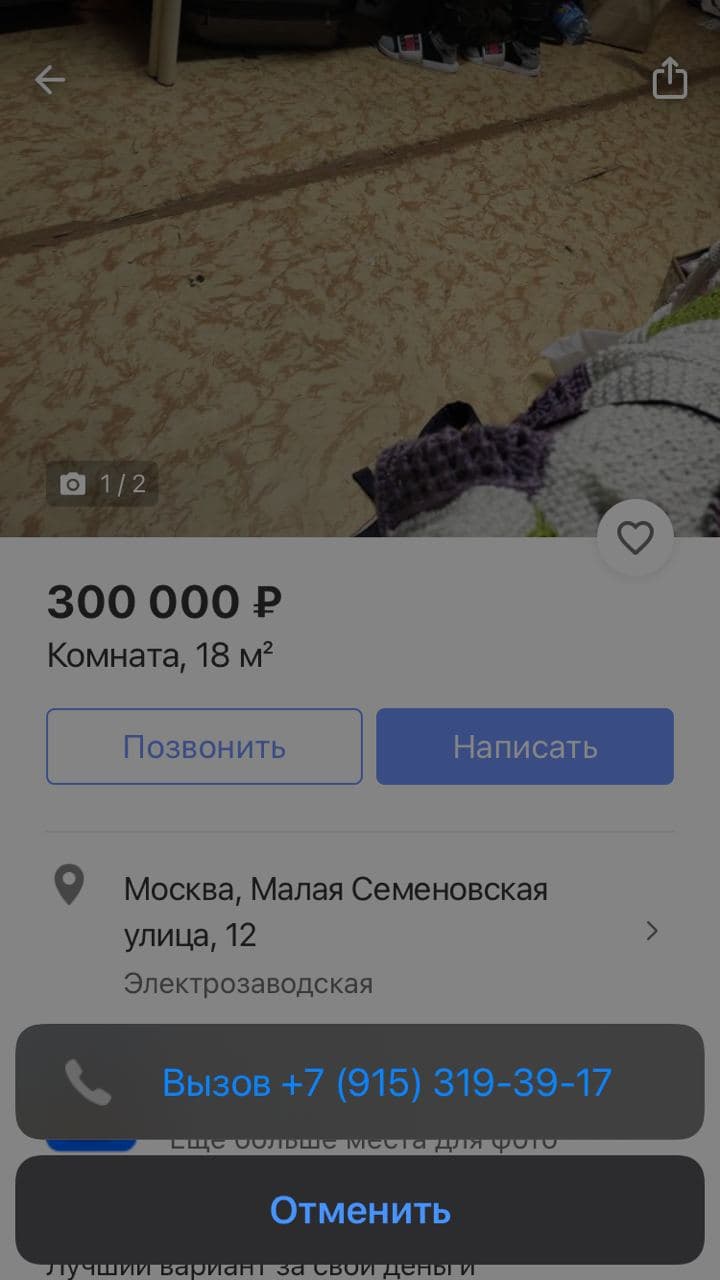 1 / 2
300 000 ₽
Комната, 18 м²
Позвонить
Написать
Москва, Малая Семеновская
улица, 12
Электрозаводская
Вызов +7 (915) 319-39-17
Еще больше места для фото
Отменить
Лучший вариант за свои деньги